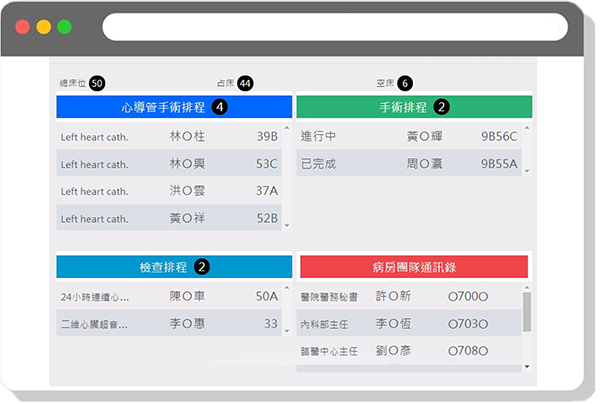 總床位 50 占床 44 空床 6
心導管手術排程 4
Left heart cath. 林O柱 39B
Left heart cath. 林O興 53C
Left heart cath. 洪O雲 37A
Left heart cath. 黃O祥 52B
手術排程 2
進行中 黃O輝 9B56C
已完成 周O瀛 9B55A
檢查排程 2
24小時連續心... 陳O車 50A
二維心臟超音... 李O惠 33
病房團隊通訊錄
醫院醫務秘書 許O新 O700O
內科部主任 李O恆 O703O
臨醫中心主任 劉O彥 O708O